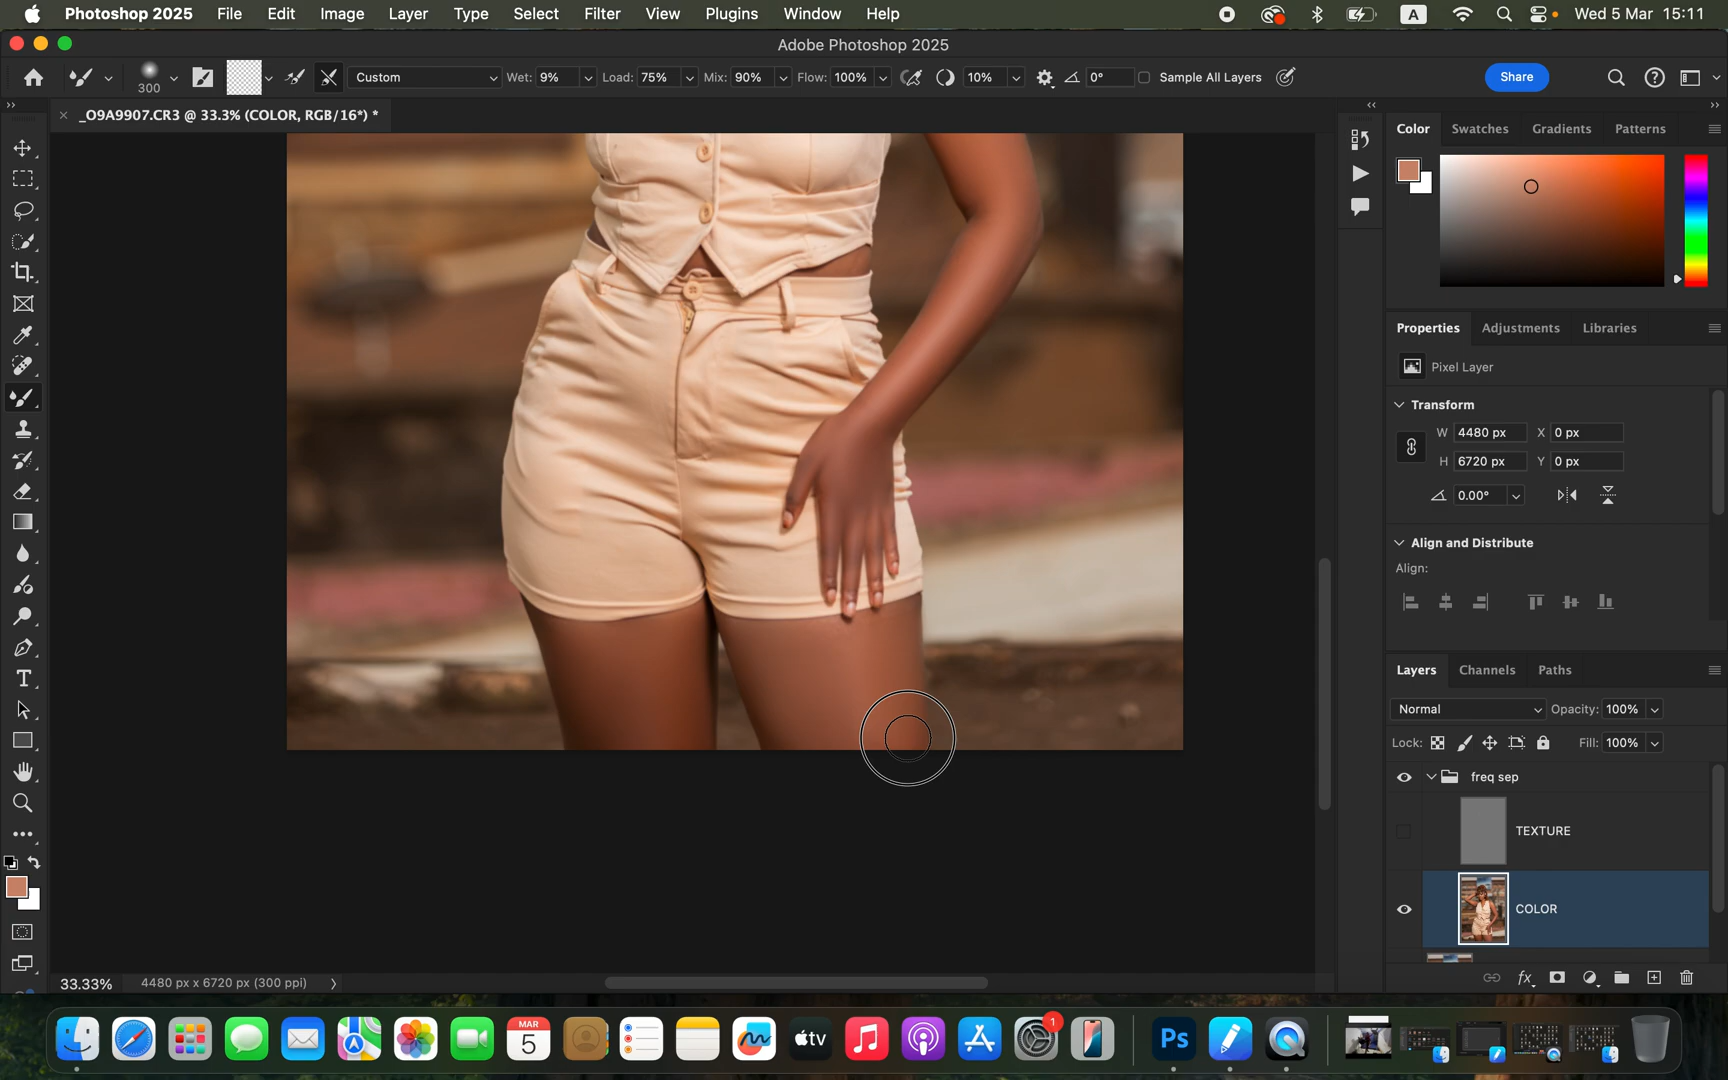 Photoshop 2025 File Edit Image Layer Type Select Filter View Plugins Window Help A Wed 5 Mar 15:11
Adobe Photoshop 2025
300 Custom Wet: 9% Load: 75% Mix: 90% Flow: 100% 10% 0° Sample All Layers Share
_O9A9907.CR3 @ 33.3% (COLOR, RGB/16*) *
Color Swatches Gradients Patterns
Properties Adjustments Libraries
Pixel Layer
Transform
W 4480 px X 0 px
H 6720 px Y 0 px
0.00°
Align and Distribute
Align:
Layers Channels Paths
Normal Opacity: 100%
Lock: Fill: 100%
freq sep
TEXTURE
COLOR
33.33% 4480 px x 6720 px (300 ppi)
MAR
5
tv
1
Ps